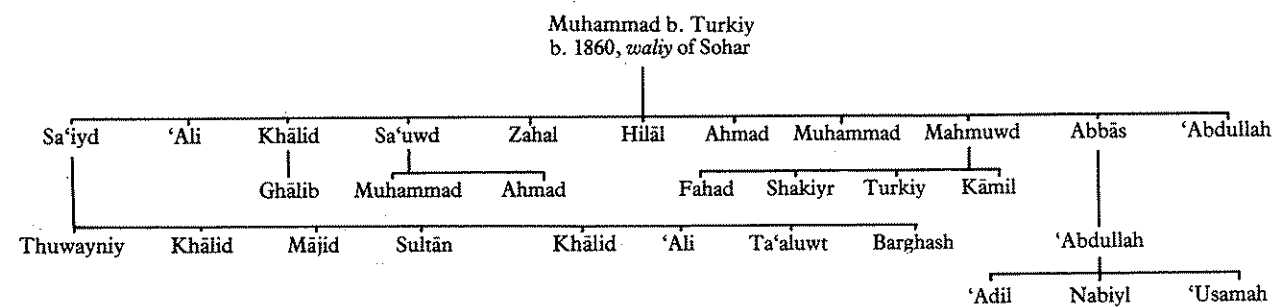 Muhammad b. Turkiy
b. 1860, waliy of Sohar
Sa‘iyd ‘Ali Khālid Sa‘uwd Zahal Hilāl Ahmad Muhammad Mahmuwd Abbās ‘Abdullah
Ghālib Muhammad Ahmad Fahad Shakiyr Turkiy Kāmil
Thuwayniy Khālid Mājid Sultān Khālid ‘Ali Ta‘aluwt Barghash ‘Abdullah
‘Adil Nabiyl ‘Usamah